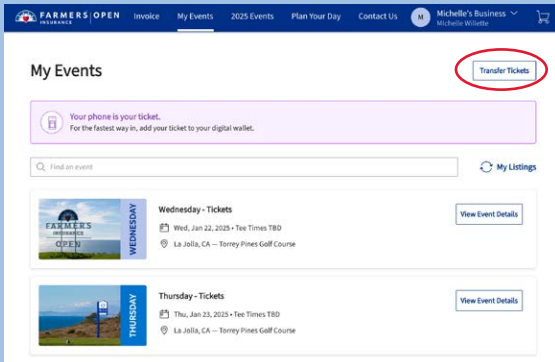 FARMERS OPEN
INSURANCE
Invoice
My Events
2025 Events
Plan Your Day
Contact Us
M
Michelle's Business
Michelle Willette
My Events
Transfer Tickets
Your phone is your ticket.
For the fastest way in, add your ticket to your digital wallet.
Find an event
My Listings
FARMERS
INSURANCE
OPEN
WEDNESDAY
Wednesday - Tickets
Wed, Jan 22, 2025 • Tee Times TBD
La Jolla, CA — Torrey Pines Golf Course
View Event Details
THURSDAY
Thursday - Tickets
Thu, Jan 23, 2025 • Tee Times TBD
La Jolla, CA — Torrey Pines Golf Course
View Event Details